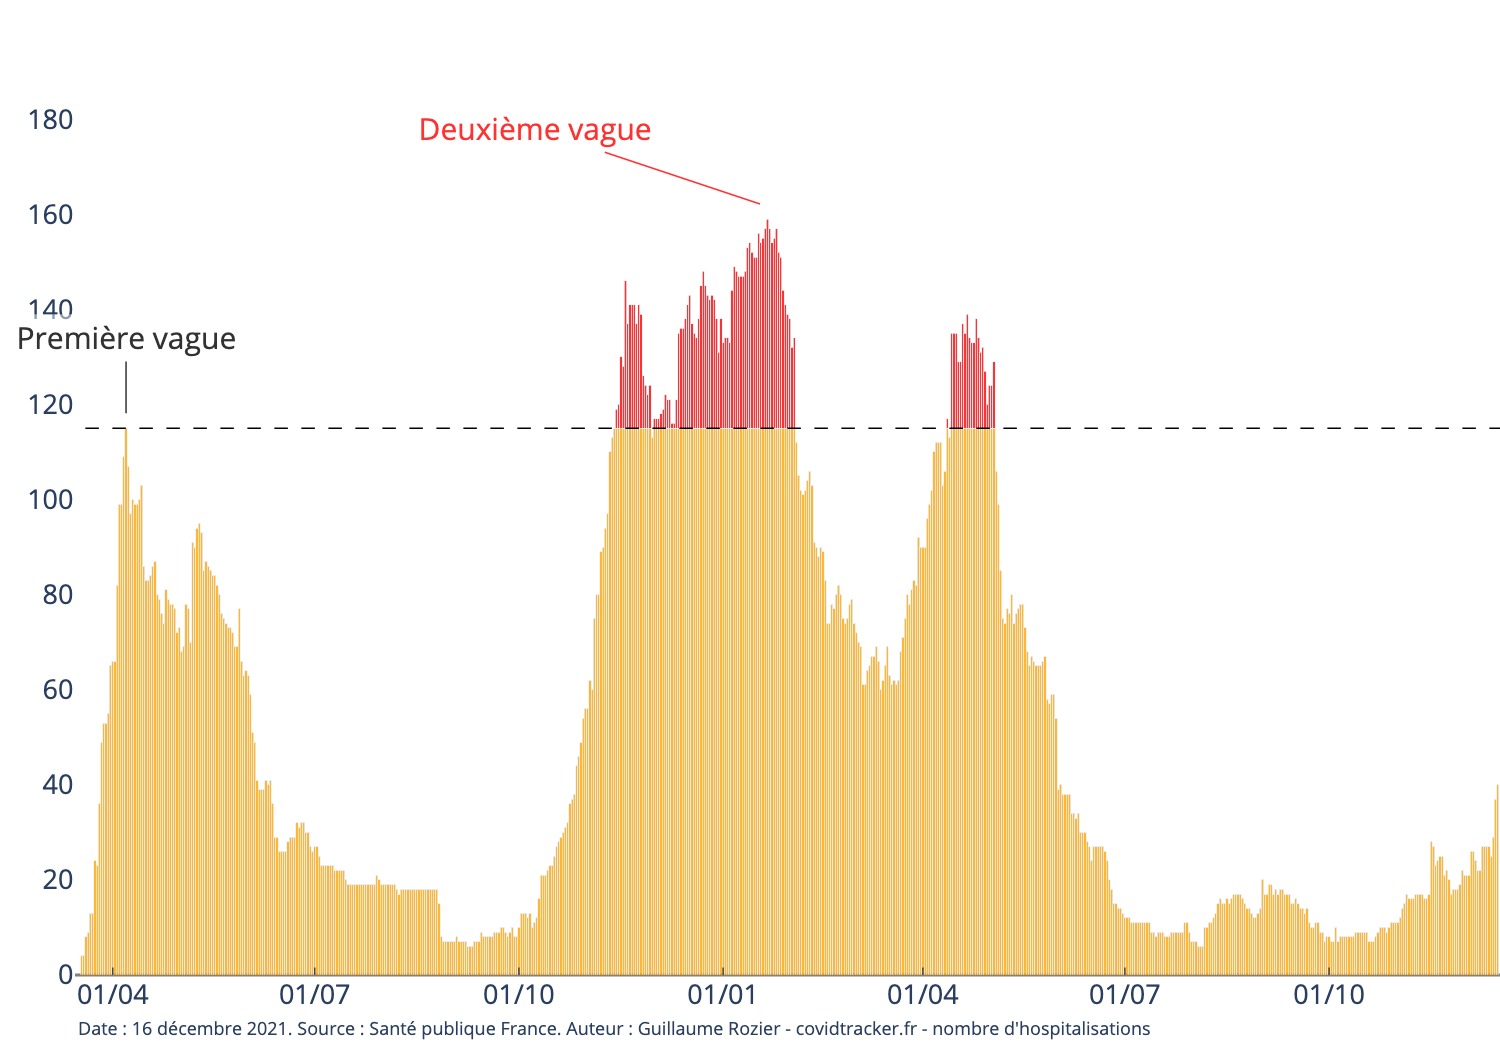 180
Deuxième vague
160
140
Première vague
120
100
80
60
40
20
0
01/04 01/07 01/10 01/01 01/04 01/07 01/10
Date : 16 décembre 2021. Source : Santé publique France. Auteur : Guillaume Rozier - covidtracker.fr - nombre d'hospitalisations